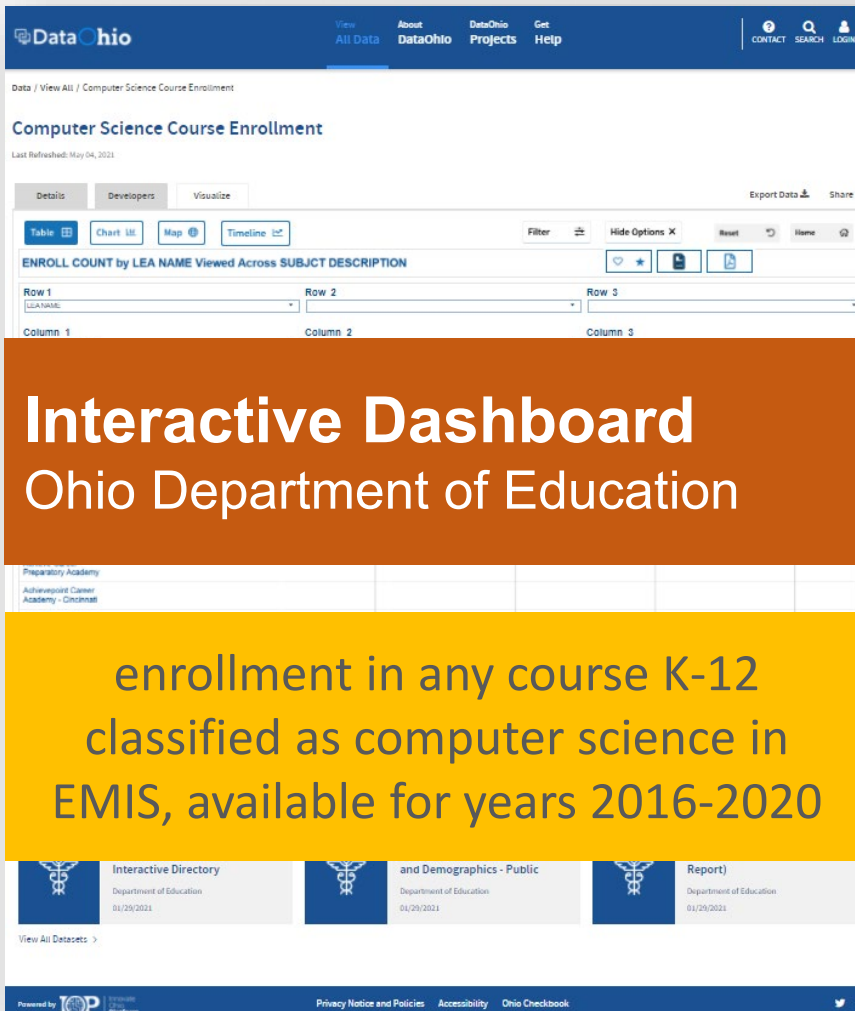 DataOhio
View
All Data
About
DataOhio
DataOhio
Projects
Get
Help
CONTACT SEARCH LOGIN
Data / View All / Computer Science Course Enrollment
Computer Science Course Enrollment
Last Refreshed: May 04, 2021
Details Developers Visualize Export Data Share
Table Chart Map Timeline Filter Hide Options X Reset Home
ENROLL COUNT by LEA NAME Viewed Across SUBJCT DESCRIPTION
Row 1 Row 2 Row 3
LEA NAME
Column 1 Column 2 Column 3
Interactive Dashboard
Ohio Department of Education
Preparatory Academy
Achievepoint Career
Academy - Cincinnati
enrollment in any course K-12
classified as computer science in
EMIS, available for years 2016-2020
Interactive Directory
Department of Education
01/29/2021
and Demographics - Public
Department of Education
01/29/2021
Report)
Department of Education
01/29/2021
View All Datasets >
Powered by IOP Innovate Ohio Platform
Privacy Notice and Policies Accessibility Ohio Checkbook